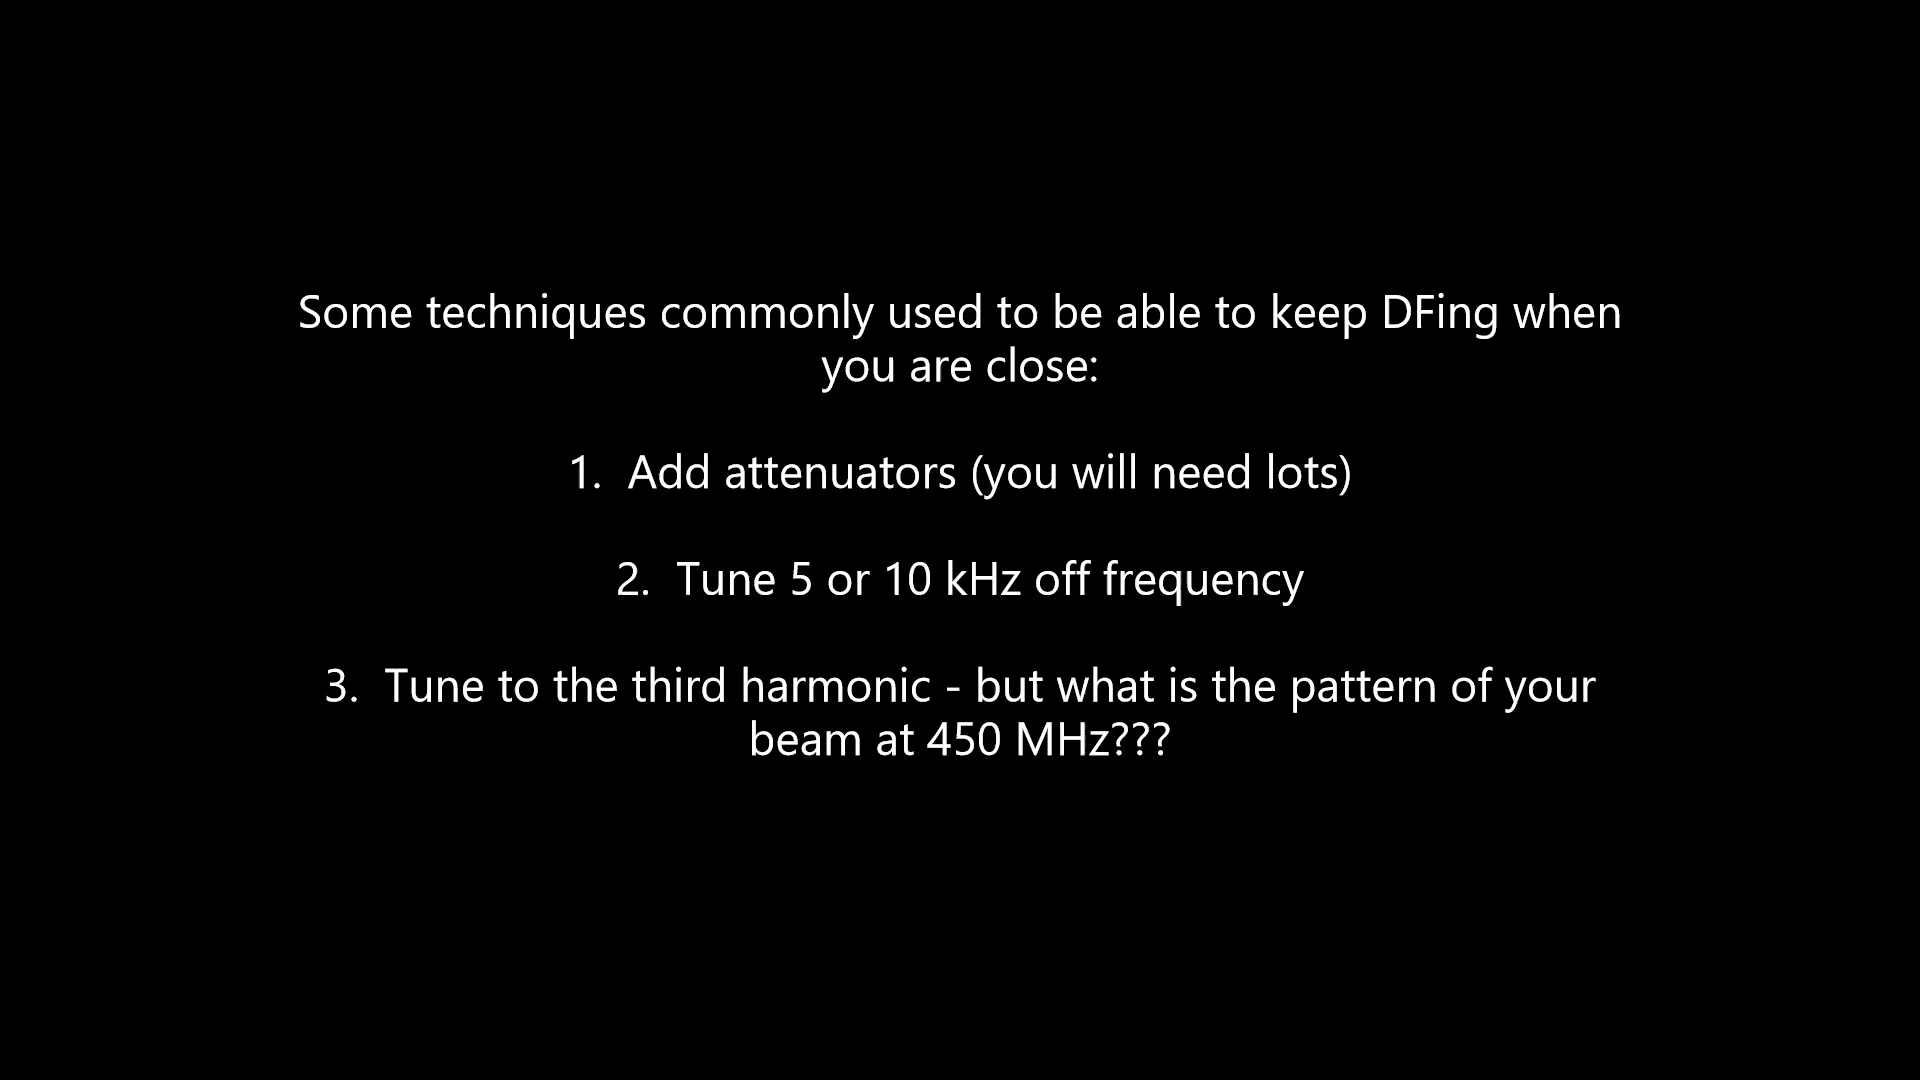 Some techniques commonly used to be able to keep DFing when
you are close:
1. Add attenuators (you will need lots)
2. Tune 5 or 10 kHz off frequency
3. Tune to the third harmonic - but what is the pattern of your
beam at 450 MHz???